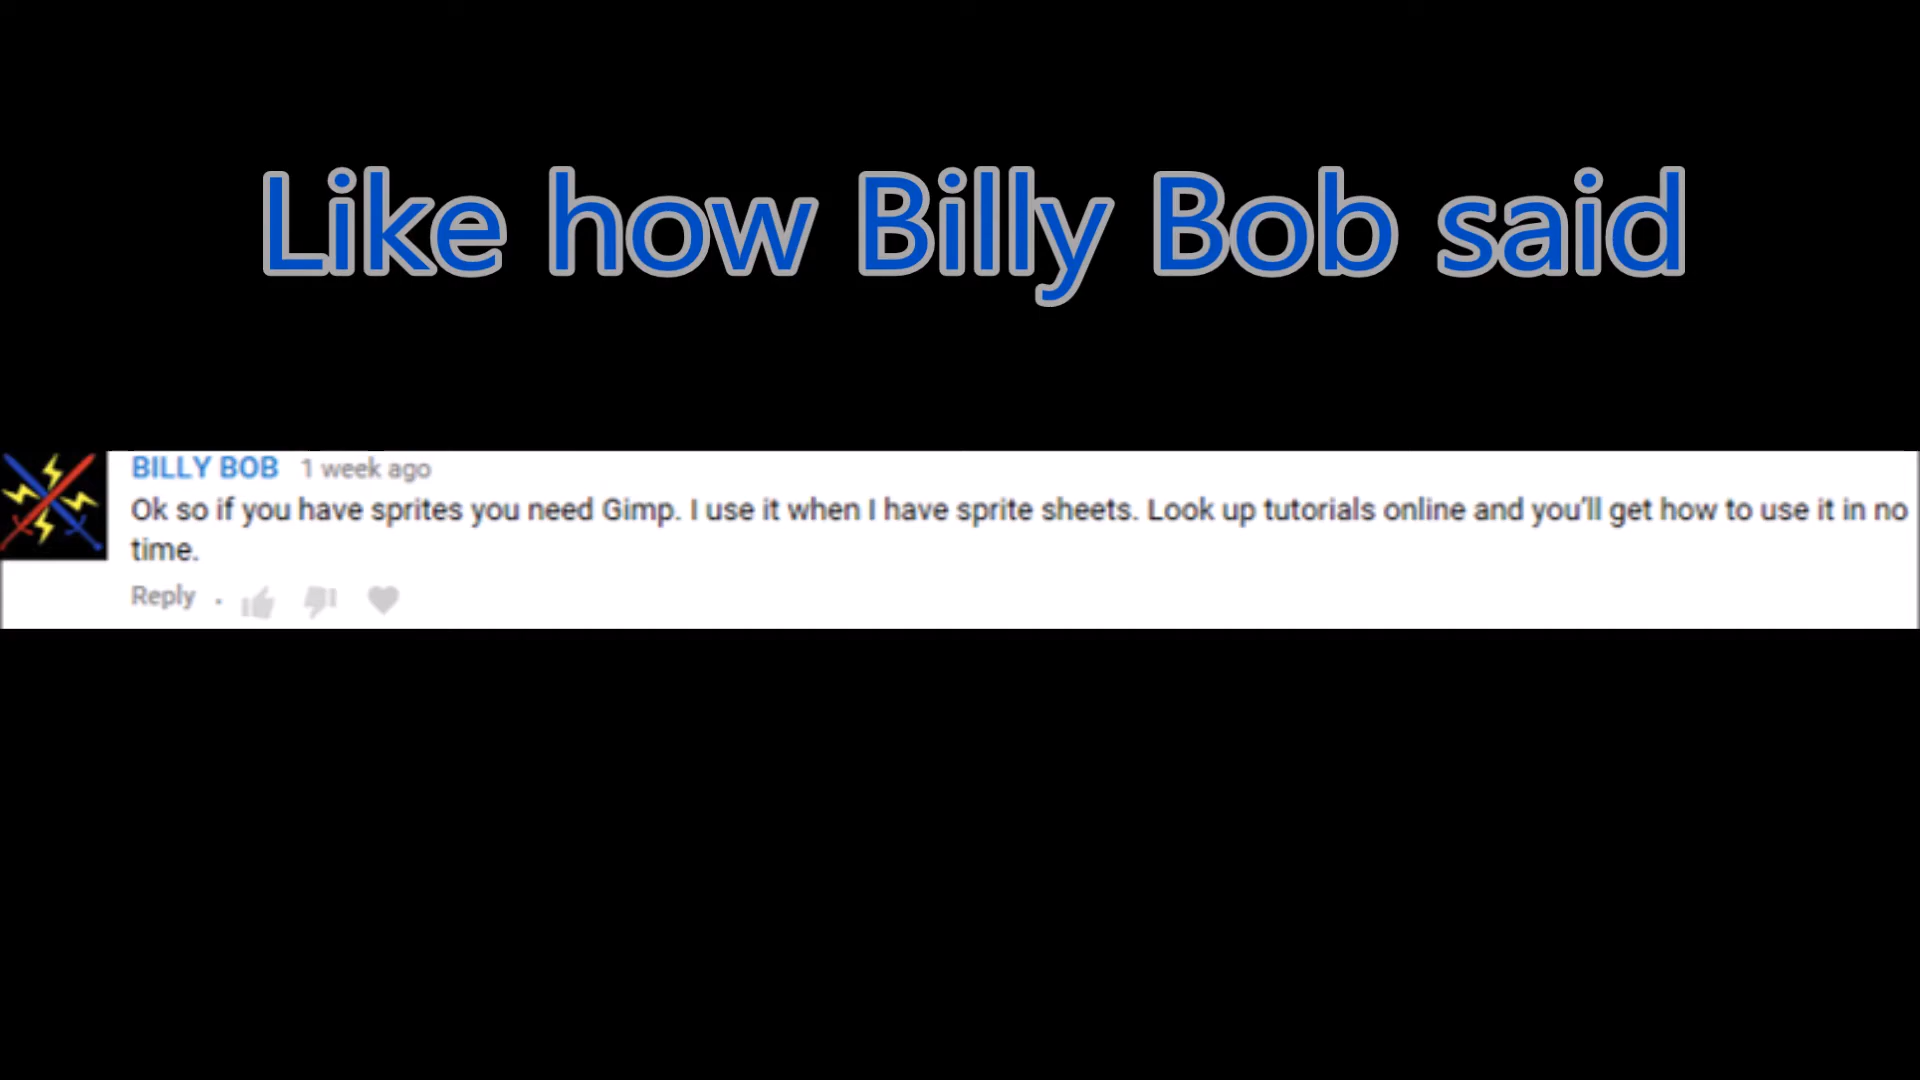 Like how Billy Bob said
BILLY BOB 1 week ago
Ok so if you have sprites you need Gimp. I use it when I have sprite sheets. Look up tutorials online and you'll get how to use it in no
time.
Reply .